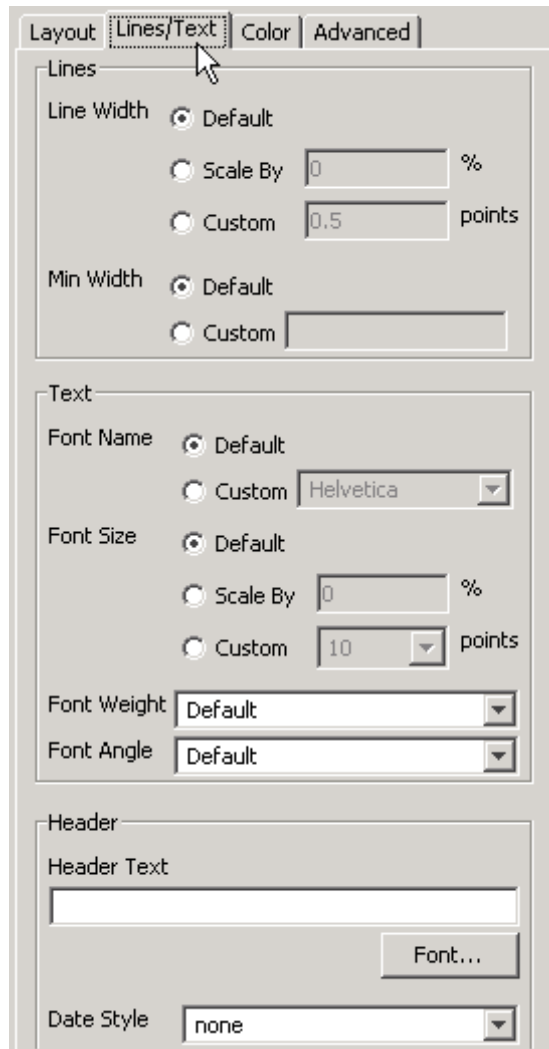 Layout Lines/Text Color Advanced
Lines
Line Width Default
Scale By 0 %
Custom 0.5 points
Min Width Default
Custom
Text
Font Name Default
Custom Helvetica
Font Size Default
Scale By 0 %
Custom 10 points
Font Weight Default
Font Angle Default
Header
Header Text
Font...
Date Style none